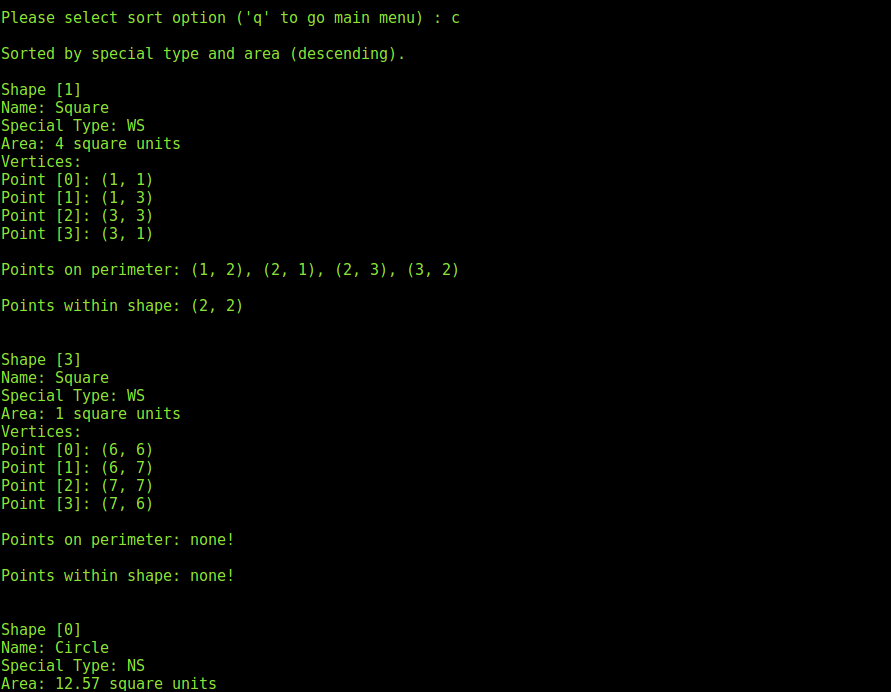 Please select sort option ('q' to go main menu) : c
Sorted by special type and area (descending).
Shape [1]
Name: Square
Special Type: WS
Area: 4 square units
Vertices:
Point [0]: (1, 1)
Point [1]: (1, 3)
Point [2]: (3, 3)
Point [3]: (3, 1)
Points on perimeter: (1, 2), (2, 1), (2, 3), (3, 2)
Points within shape: (2, 2)
Shape [3]
Name: Square
Special Type: WS
Area: 1 square units
Vertices:
Point [0]: (6, 6)
Point [1]: (6, 7)
Point [2]: (7, 7)
Point [3]: (7, 6)
Points on perimeter: none!
Points within shape: none!
Shape [0]
Name: Circle
Special Type: NS
Area: 12.57 square units